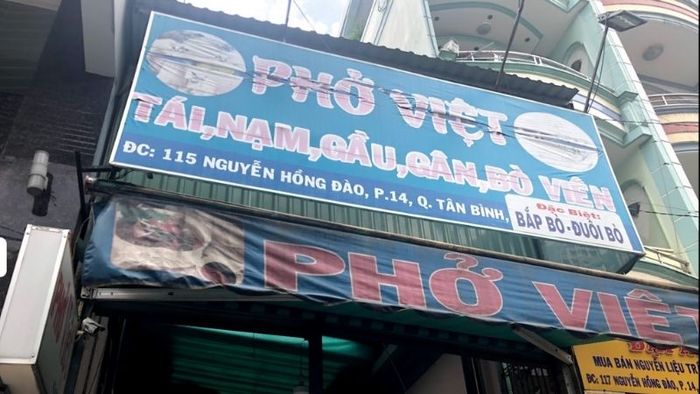 PHỞ VIỆT
TÁI,NẠM,GẦU,GÂN,BÒ VIÊN
ĐC: 115 NGUYỄN HỒNG ĐÀO, P.14, Q. TÂN BÌNH,
Đặc Biệt:
BẮP BÒ-ĐUÔI BÒ
PHỞ VIỆT
MUA BÁN NGUYÊN LIỆU
ĐC: 117 NGUYỄN HỒNG ĐÀO, P.14